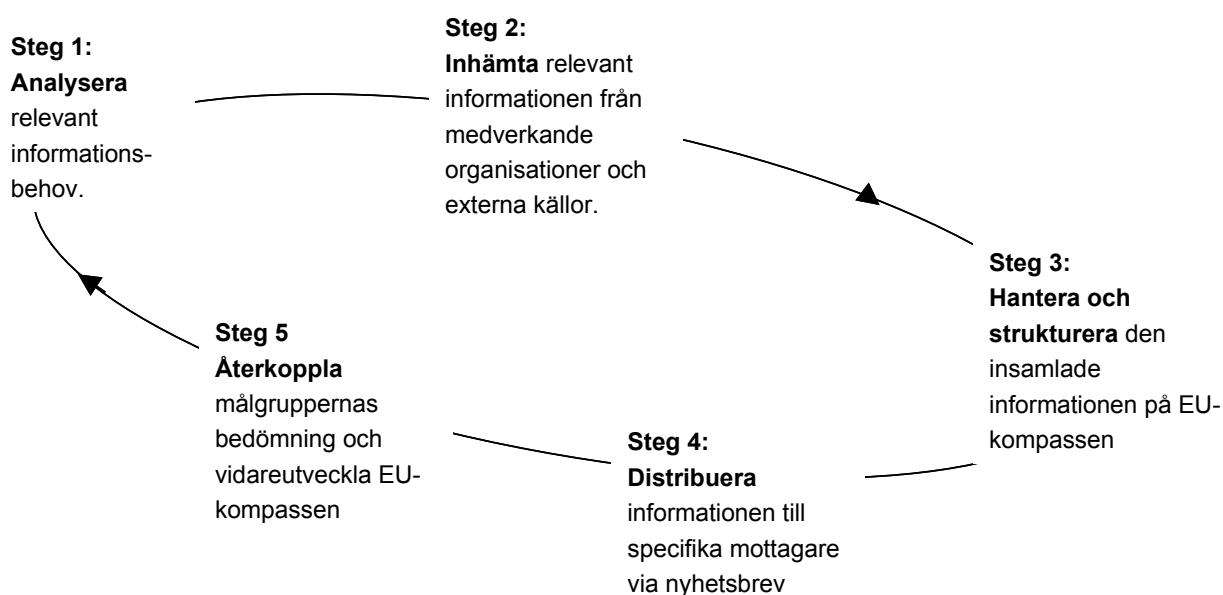 Steg 1:
Analysera
relevant
informations-
behov.
Steg 2:
Inhämta relevant
informationen från
medverkande
organisationer och
externa källor.
Steg 3:
Hantera och
strukturera den
insamlade
informationen på EU-
kompassen
Steg 4:
Distribuera
informationen till
specifika mottagare
via nyhetsbrev
Steg 5
Återkoppla
målgruppernas
bedömning och
vidareutveckla EU-
kompassen